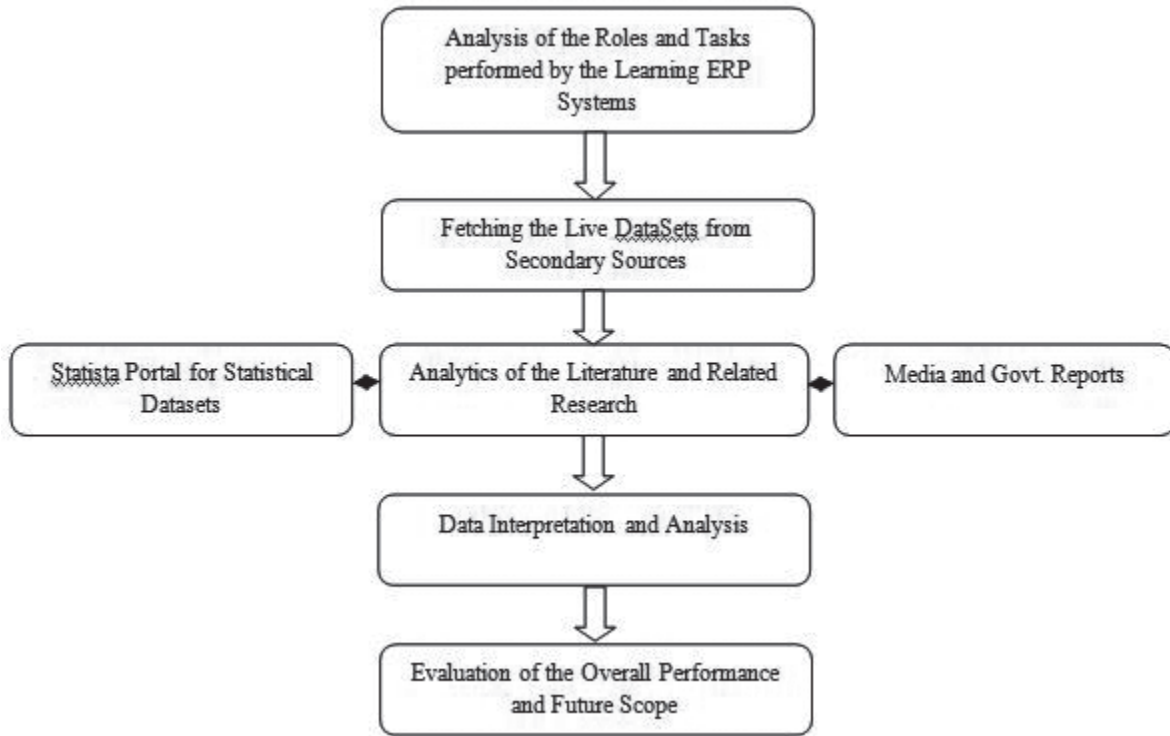 Analysis of the Roles and Tasks
performed by the Learning ERP
Systems
Fetching the Live DataSets from
Secondary Sources
Statista Portal for Statistical
Datasets
Analytics of the Literature and Related
Research
Media and Govt. Reports
Data Interpretation and Analysis
Evaluation of the Overall Performance
and Future Scope